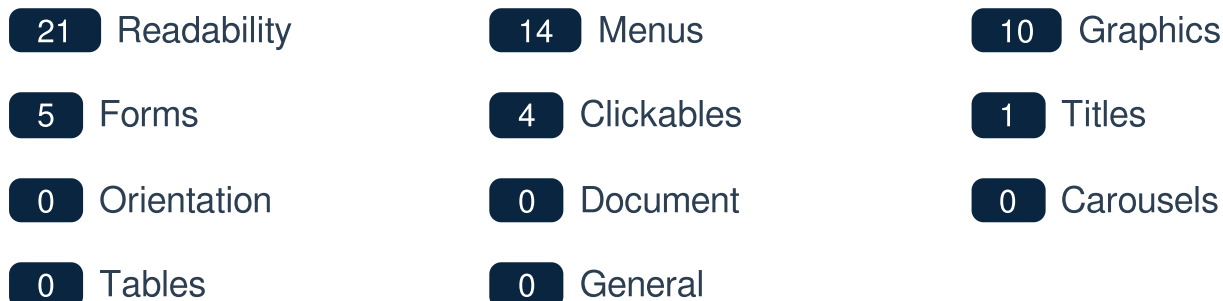 21 Readability 14 Menus 10 Graphics
5 Forms 4 Clickables 1 Titles
0 Orientation 0 Document 0 Carousels
0 Tables 0 General